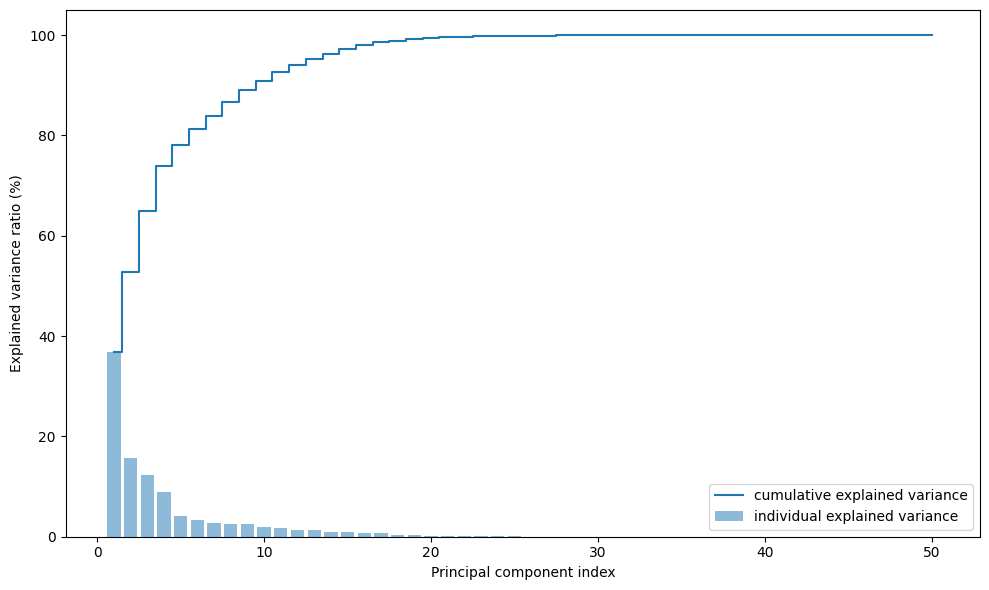 100
80
60
40
20
0
Explained variance ratio (%)
0 10 20 30 40 50
Principal component index
cumulative explained variance
individual explained variance